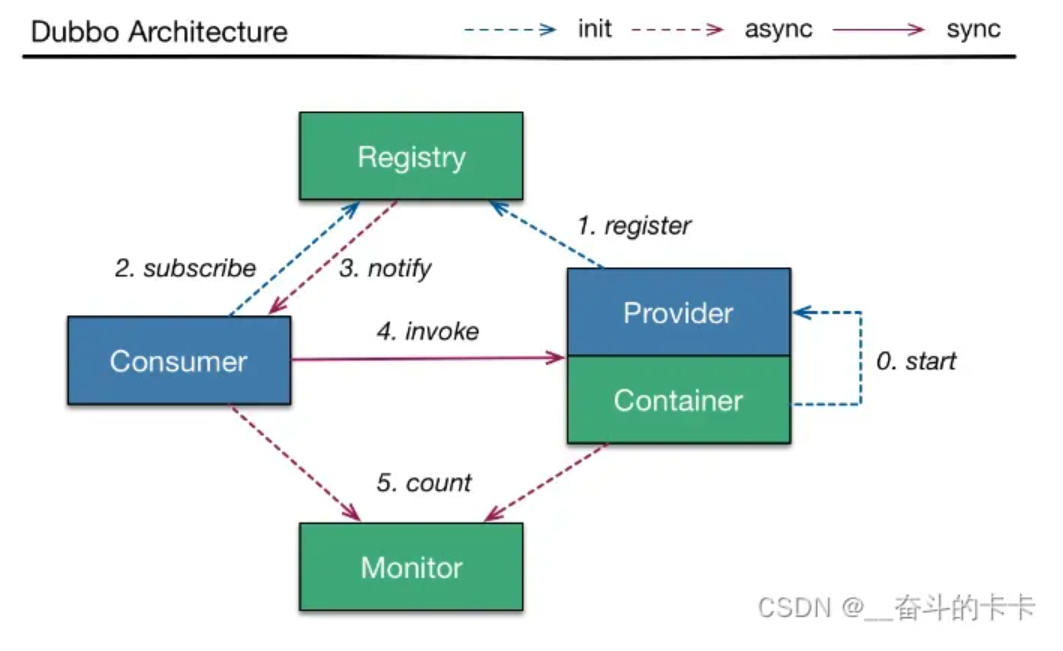 Dubbo Architecture
init
async
sync
Registry
1. register
2. subscribe
3. notify
Provider
4. invoke
Consumer
0. start
Container
5. count
Monitor
CSDN @__奋斗的卡卡